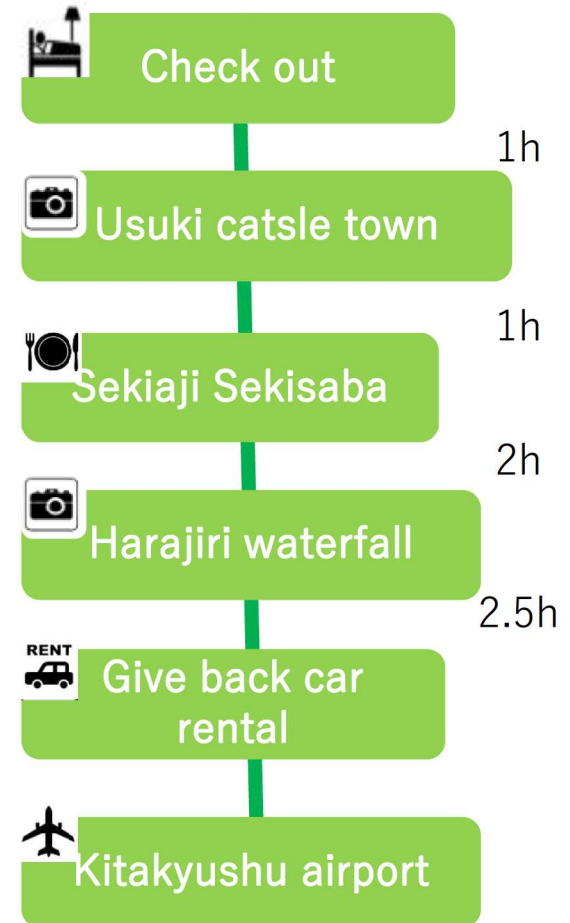 Check out
1h
Usuki catsle town
1h
Sekiaji Sekisaba
2h
Harajiri waterfall
2.5h
RENT
Give back car
rental
Kitakyushu airport